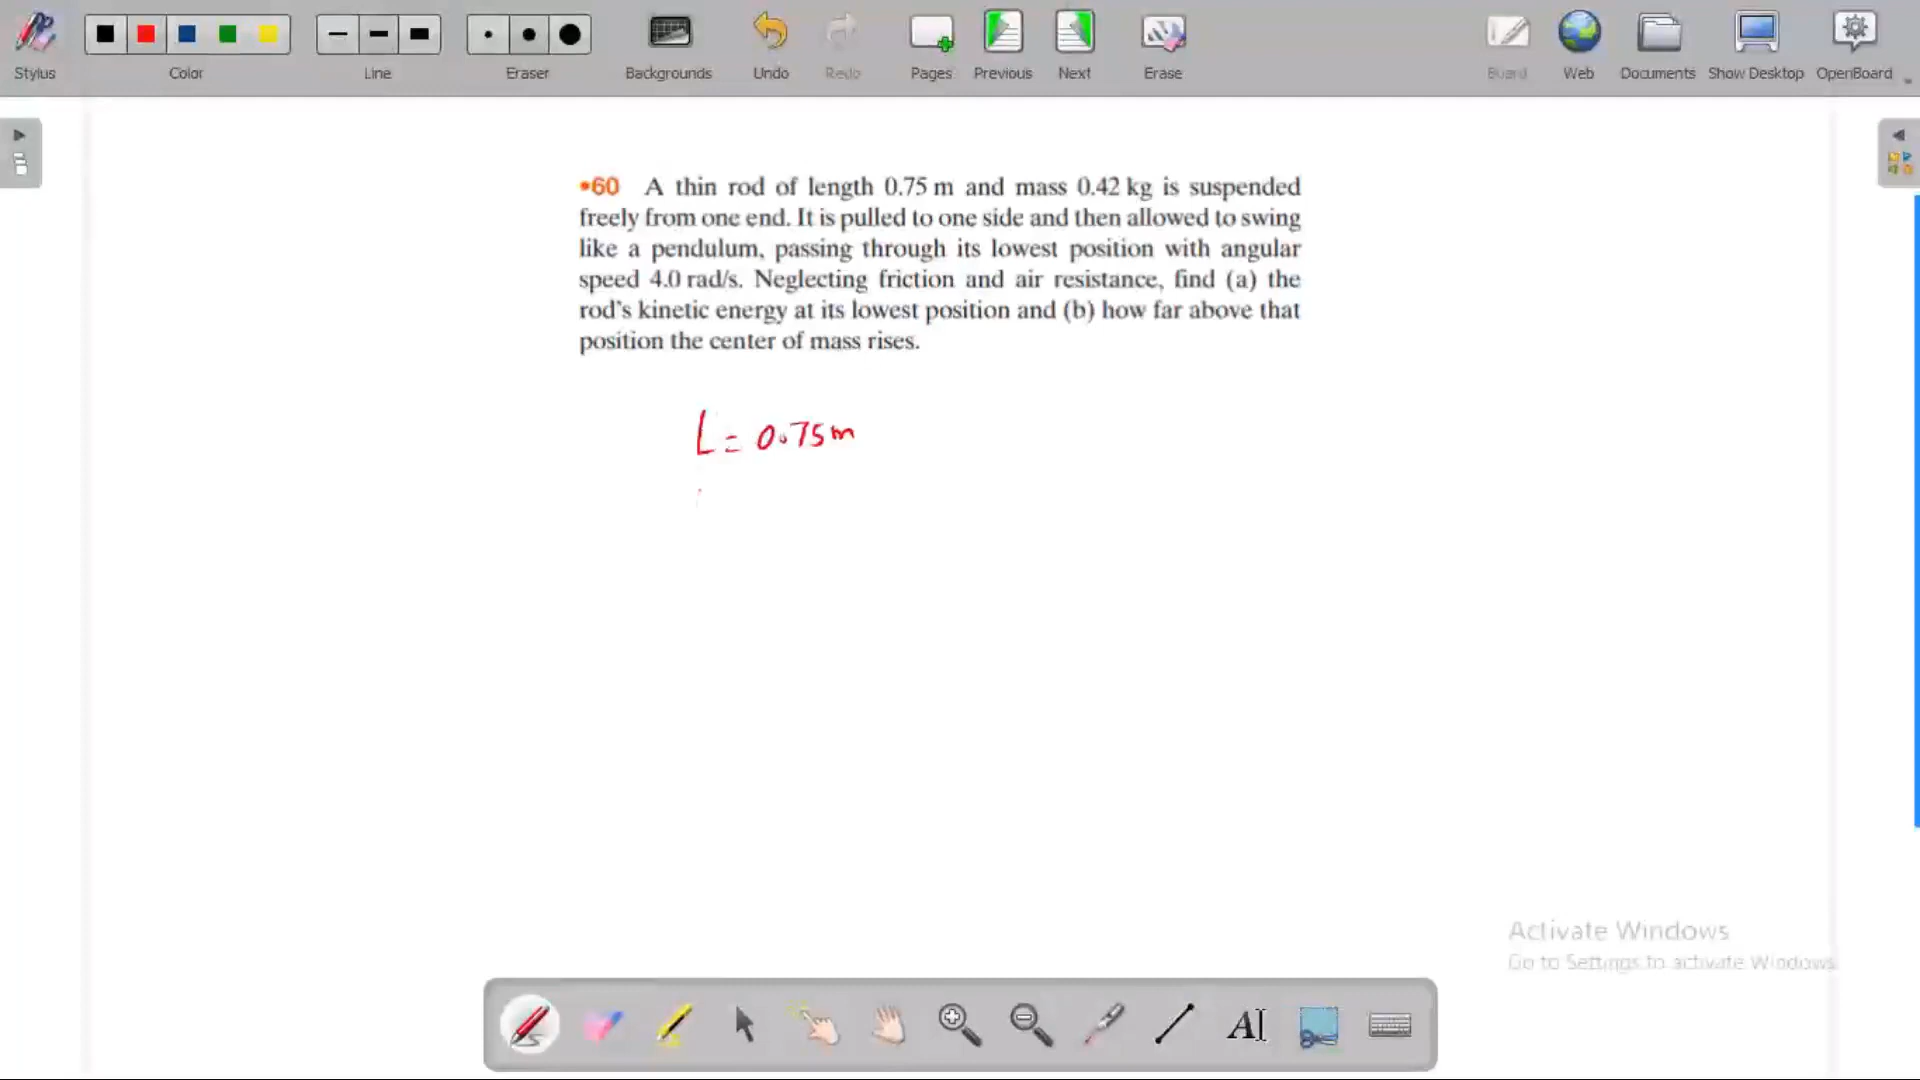 Stylus Color Line Eraser Backgrounds Undo Redo Pages Previous Next Erase Board Web Documents Show Desktop OpenBoard
•60 A thin rod of length 0.75 m and mass 0.42 kg is suspended
freely from one end. It is pulled to one side and then allowed to swing
like a pendulum, passing through its lowest position with angular
speed 4.0 rad/s. Neglecting friction and air resistance, find (a) the
rod's kinetic energy at its lowest position and (b) how far above that
position the center of mass rises.
L = 0.75m
Activate Windows
Go to Settings to activate Windows.